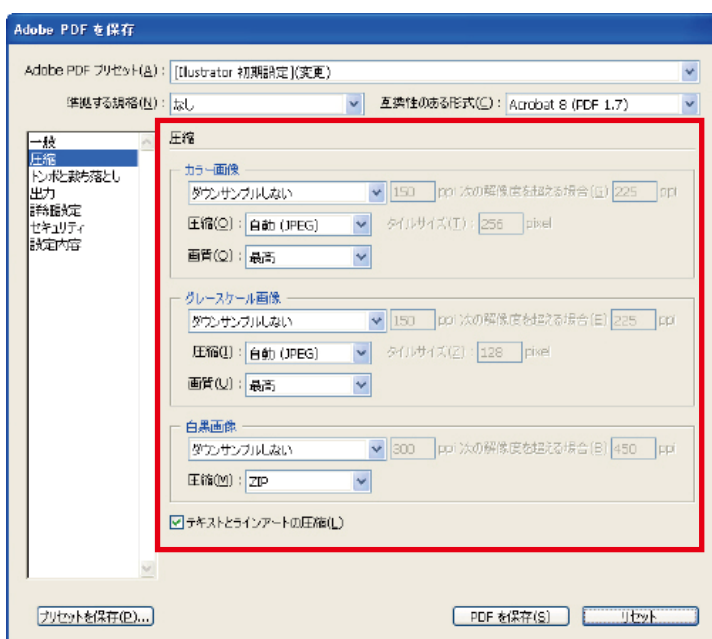 Adobe PDF を保存
Adobe PDF プリセット(A)： [Illustrator 初期設定](変更)
準拠する規格(N)： なし 互換性のある形式(C)： Acrobat 8 (PDF 1.7)
一般
圧縮
トンボと裁ち落とし
出力
詳細設定
セキュリティ
設定内容
圧縮
カラー画像
ダウンサンプルしない 150 ppi 次の解像度を超える場合(G) 225 ppi
圧縮(O)： 自動 (JPEG) タイルサイズ(T)： 256 pixel
画質(Q)： 最高
グレースケール画像
ダウンサンプルしない 150 ppi 次の解像度を超える場合(E) 225 ppi
圧縮(I)： 自動 (JPEG) タイルサイズ(Z)： 128 pixel
画質(U)： 最高
白黒画像
ダウンサンプルしない 300 ppi 次の解像度を超える場合(B) 450 ppi
圧縮(M)： ZIP
テキストとラインアートの圧縮(L)
プリセットを保存(P)... PDF を保存(S) リセット